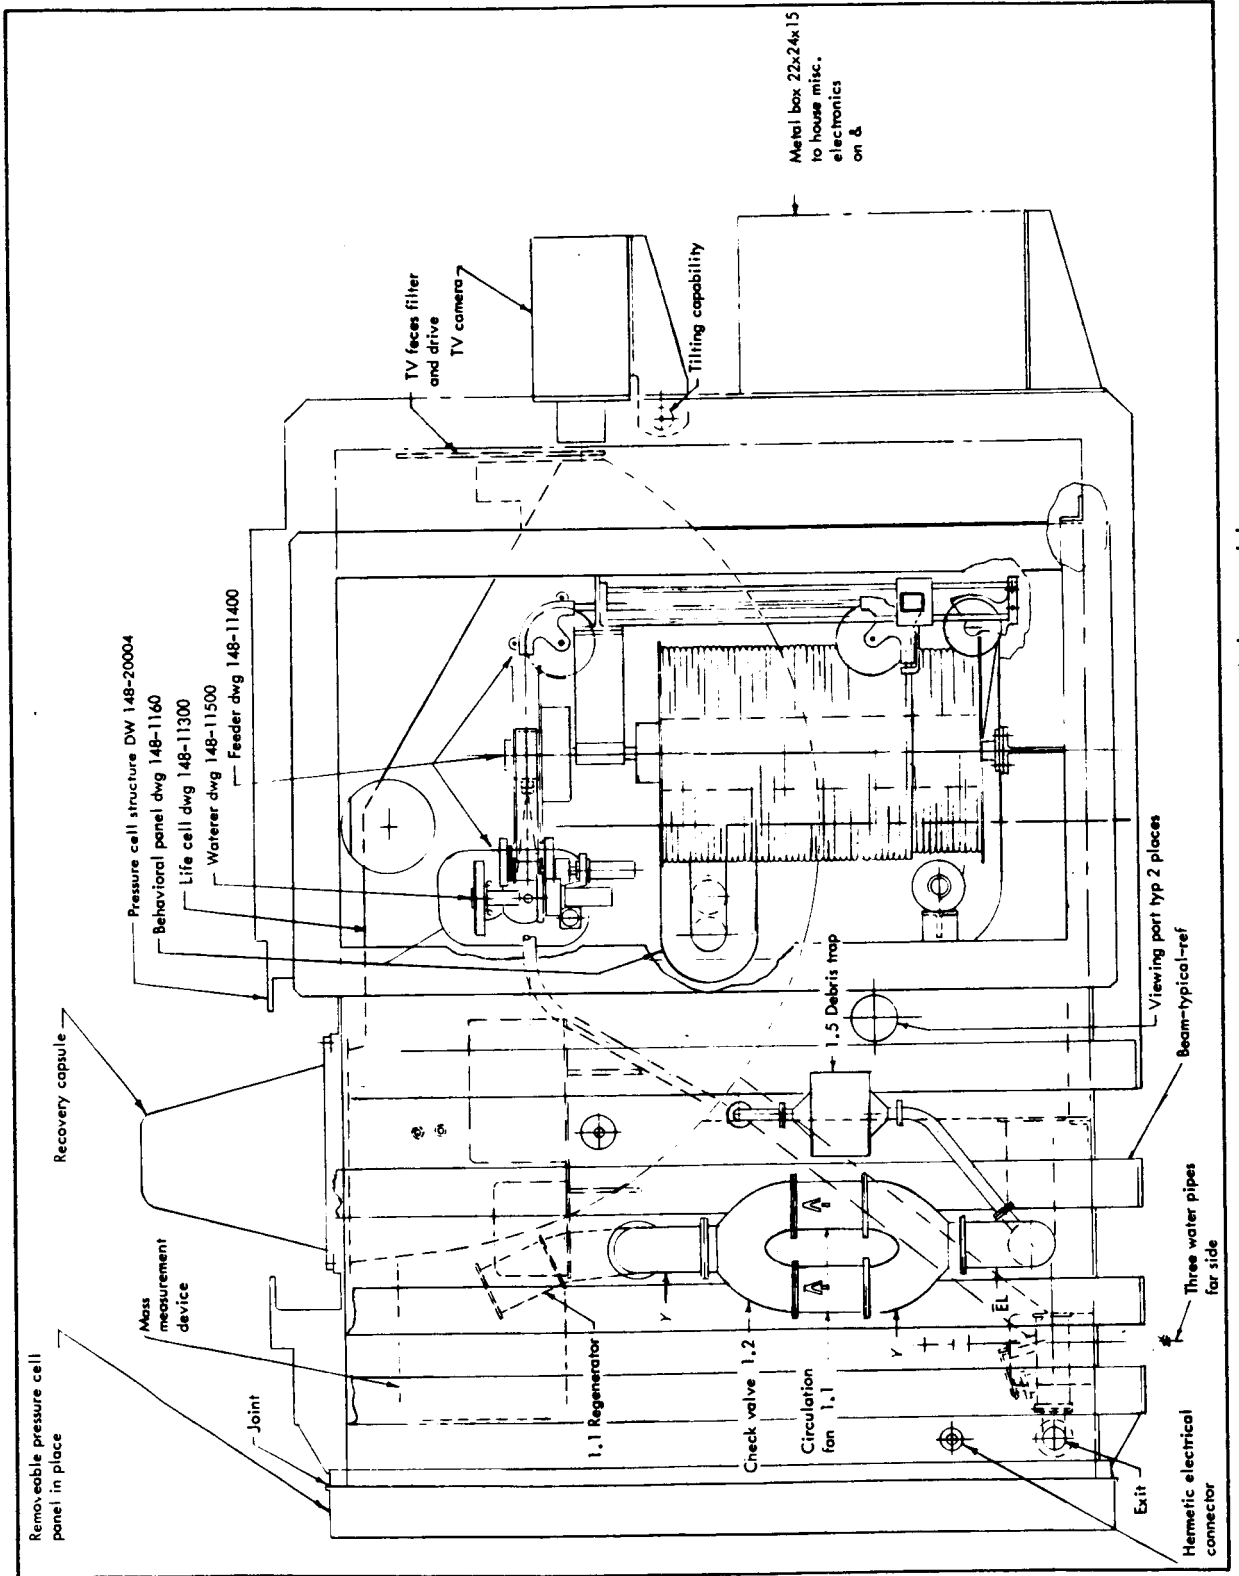 Removeable pressure cell
panel in place
Joint
Mass
measurement
device
Recovery capsule
Pressure cell structure DW 148-20004
Behavioral panel dwg 148-1160
Life cell dwg 148-11300
Waterer dwg 148-11500
Feeder dwg 148-11400
TV feces filter
and drive
TV camera
Tilting capability
Metal box 22x24x15
to house misc.
electronics
on &
1.1 Regenerator
Check valve 1.2
Circulation
fan 1.1
Y
Y
EL
1.5 Debris trap
Viewing port typ 2 places
Beam-typical-ref
Three water pipes
far side
Exit
Hermetic electrical
connector